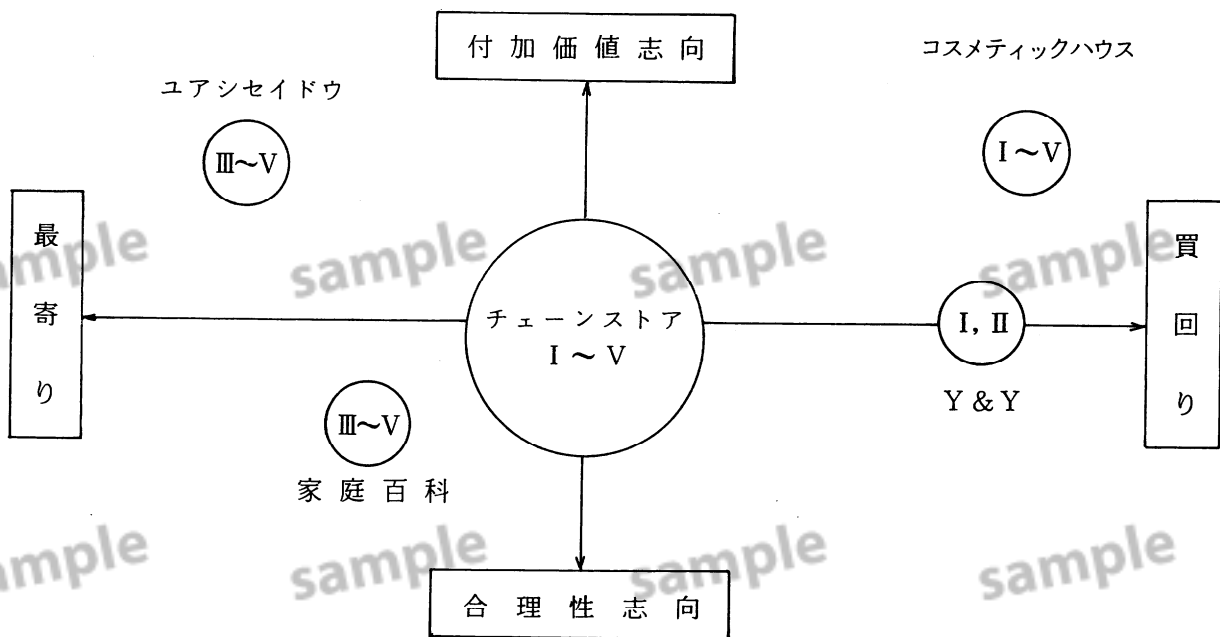 付加価値志向
コスメティックハウス
ユアシセイドウ
Ⅲ〜Ⅴ
Ⅰ〜Ⅴ
最寄り
買回り
チェーンストア
Ⅰ〜Ⅴ
Ⅰ, Ⅱ
Y & Y
Ⅲ〜Ⅴ
家庭百科
合理性志向
sample
sample
sample
sample
sample
sample
sample
sample